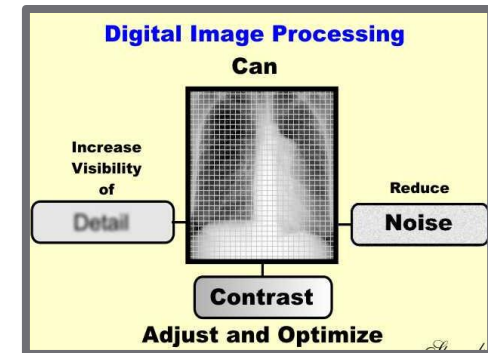 Digital Image Processing
Can
Increase
Visibility
of
Detail
Reduce
Noise
Contrast
Adjust and Optimize